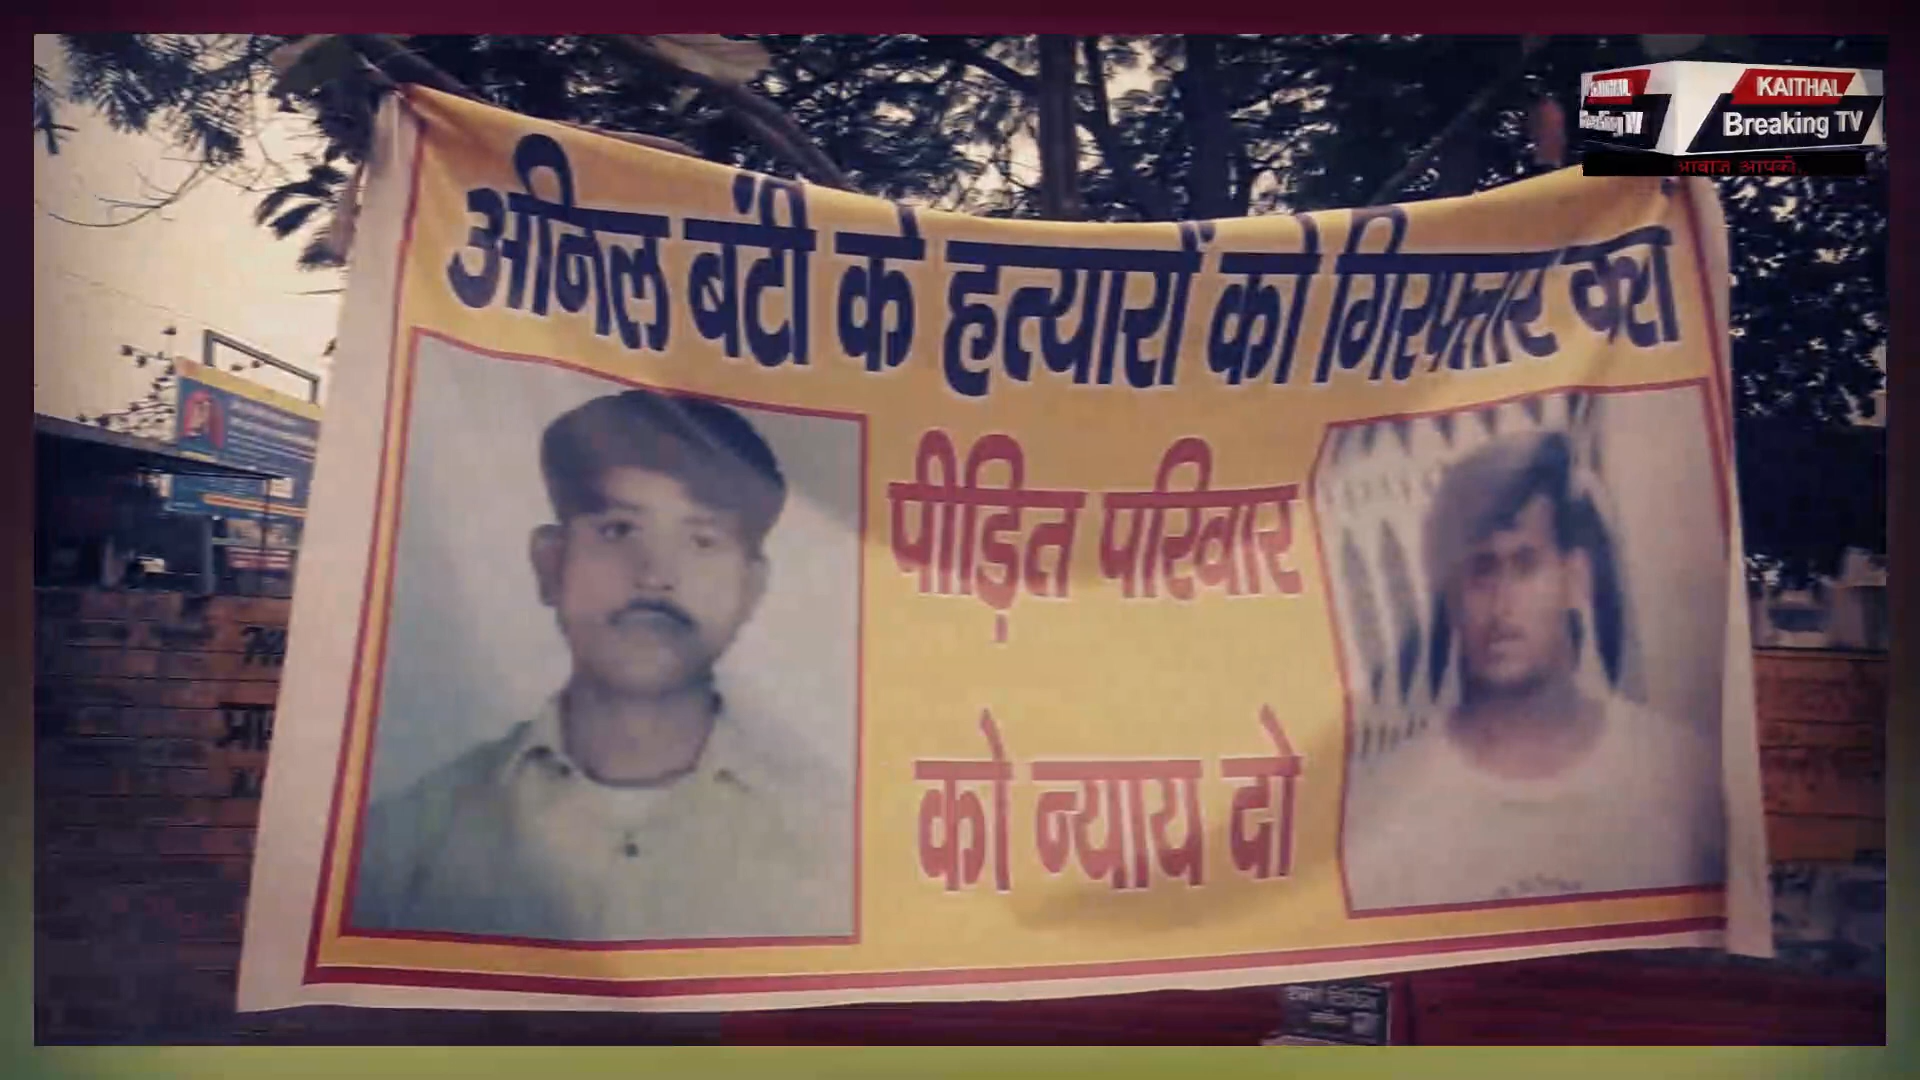 KAITHAL
Breaking TV
आवाज़ आपकी..
अनिल बंटी के हत्यारों को गिरफ्तार करो
पीड़ित परिवार
को न्याय दो